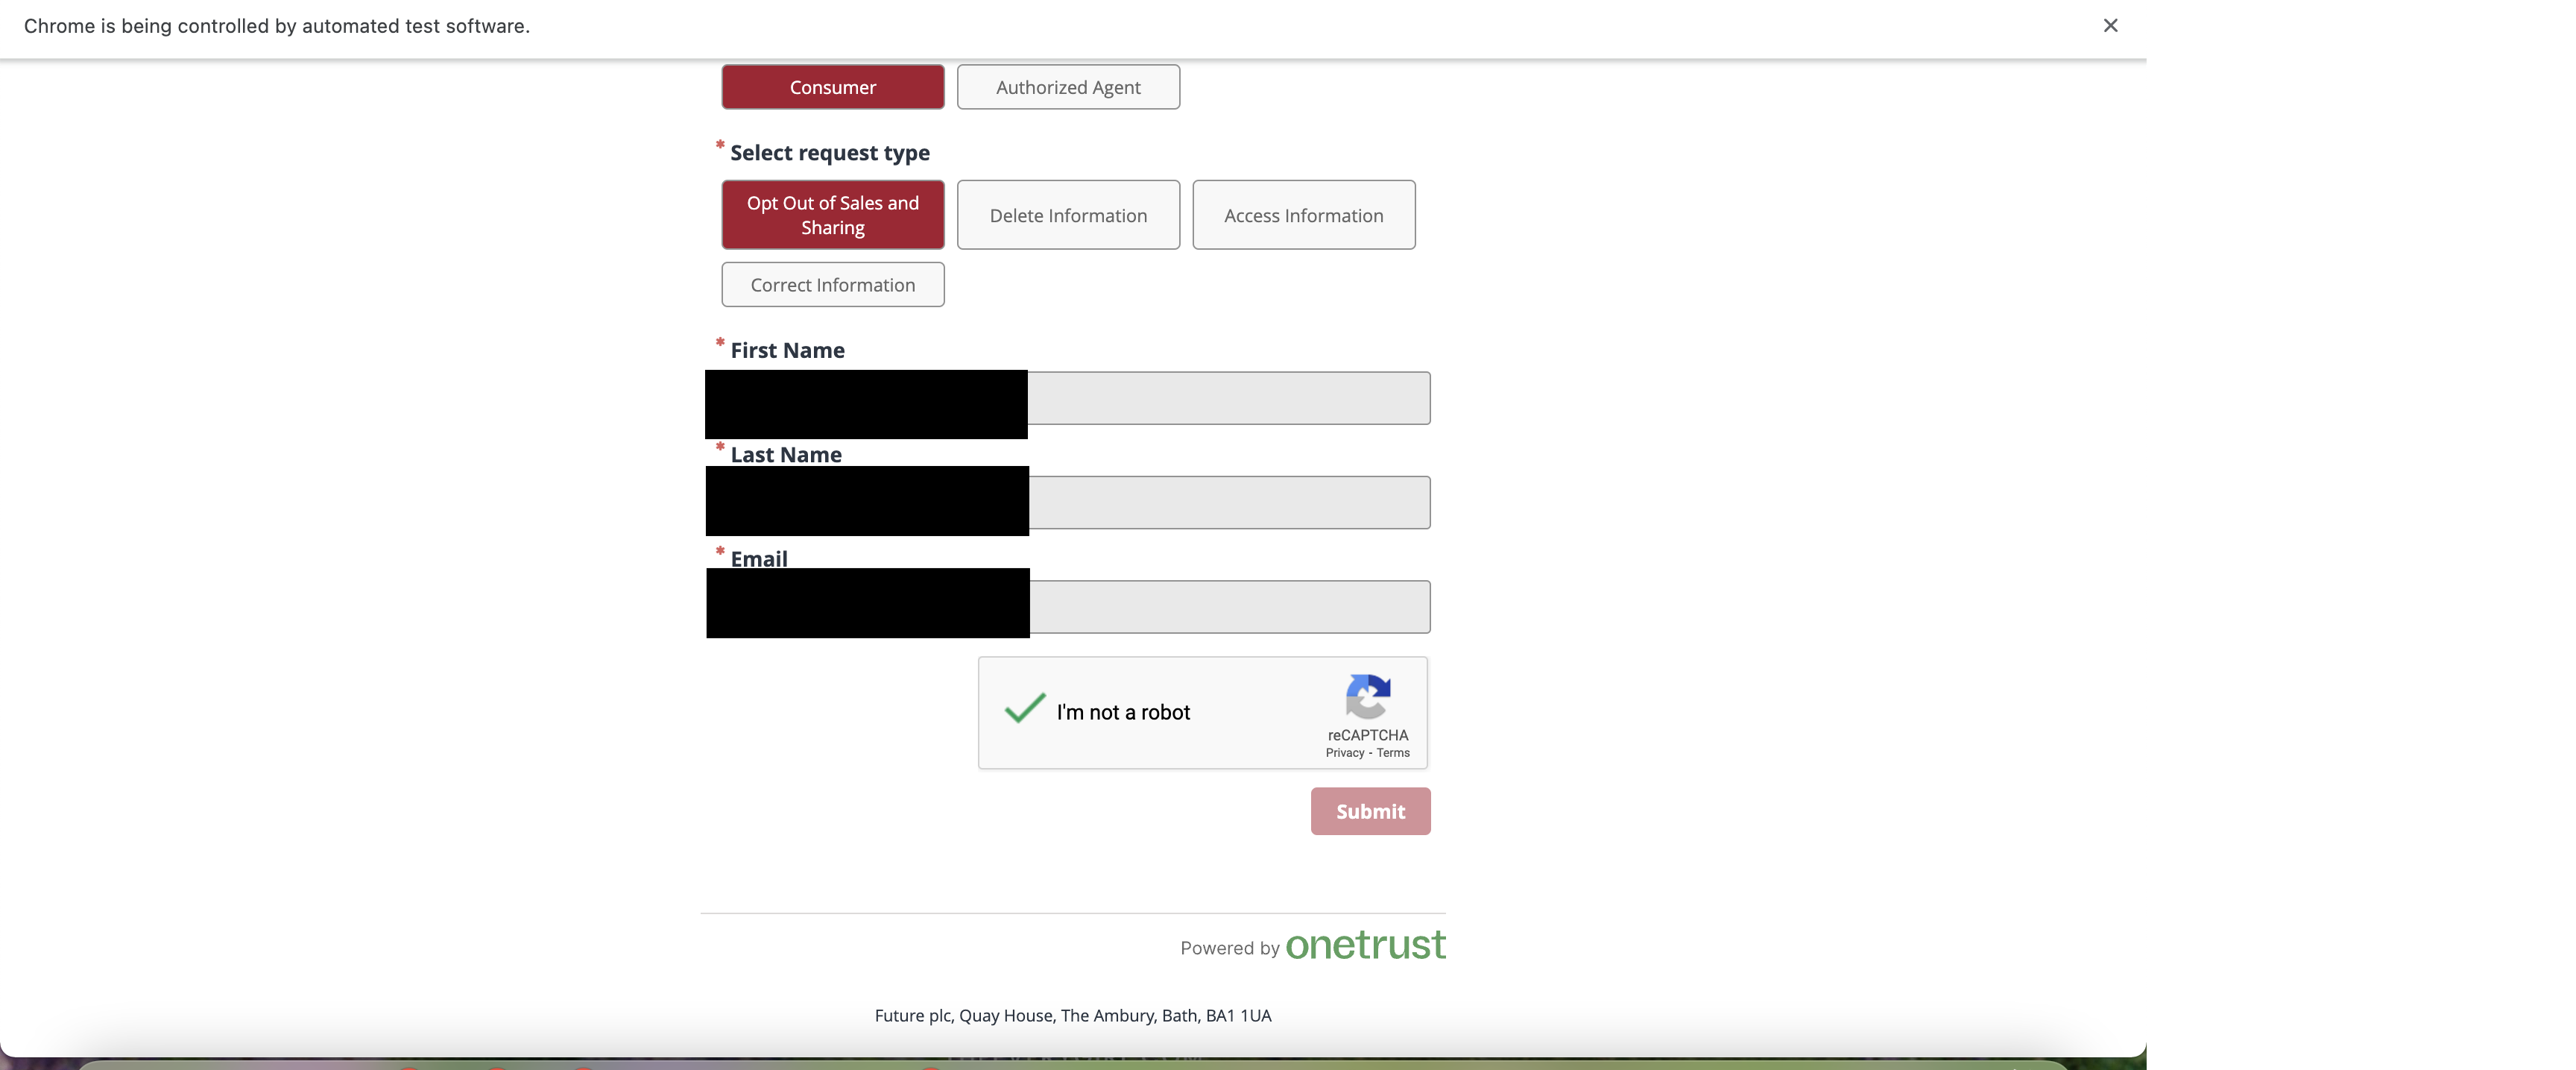 Chrome is being controlled by automated test software.
Consumer
Authorized Agent
* Select request type
Opt Out of Sales and
Sharing
Delete Information
Access Information
Correct Information
* First Name
* Last Name
* Email
I'm not a robot
reCAPTCHA
Privacy - Terms
Submit
Powered by onetrust
Future plc, Quay House, The Ambury, Bath, BA1 1UA